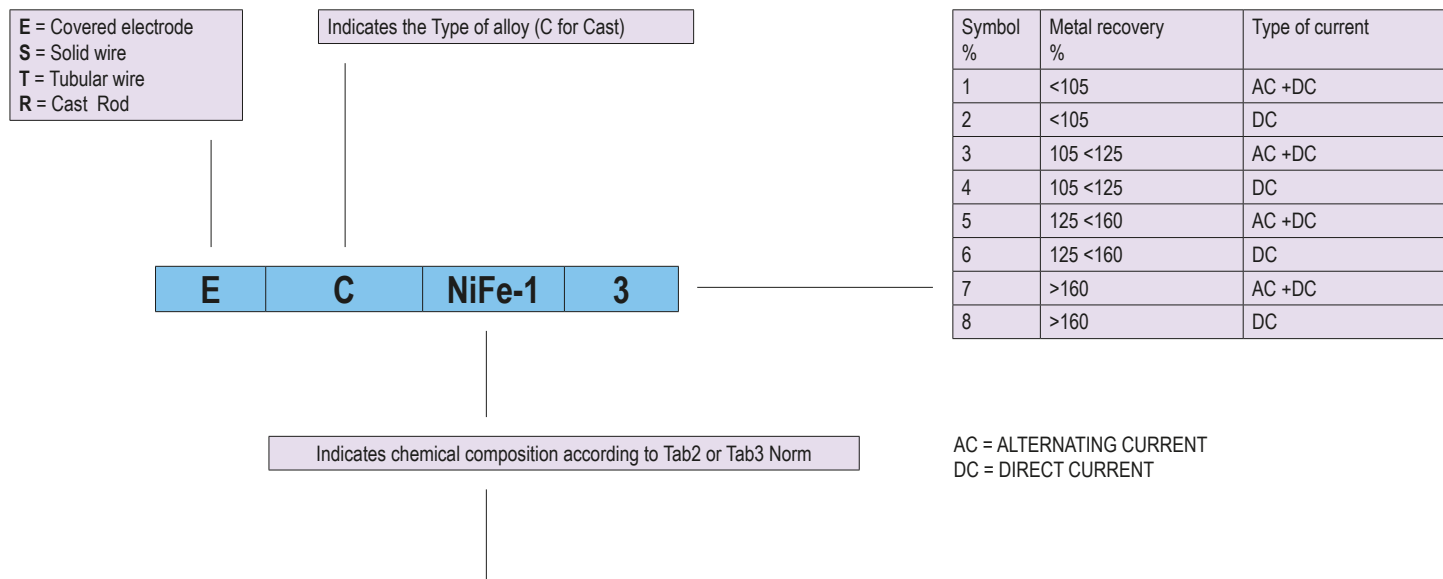 E = Covered electrode
S = Solid wire
T = Tubular wire
R = Cast  Rod
Indicates the Type of alloy (C for Cast)
Symbol % Metal recovery % Type of current
1 <105 AC +DC
2 <105 DC
3 105 <125 AC +DC
4 105 <125 DC
5 125 <160 AC +DC
6 125 <160 DC
7 >160 AC +DC
8 >160 DC
E C NiFe-1 3
Indicates chemical composition according to Tab2 or Tab3 Norm
AC = ALTERNATING CURRENT
DC = DIRECT CURRENT